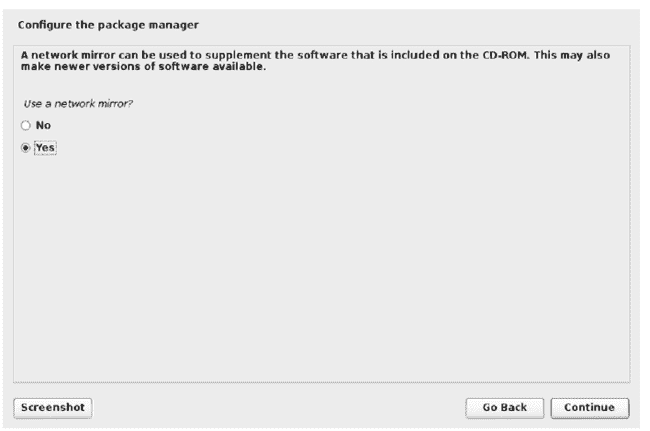 Configure the package manager
A network mirror can be used to supplement the software that is included on the CD-ROM. This may also
make newer versions of software available.
Use a network mirror?
No
Yes
Screenshot
Go Back
Continue